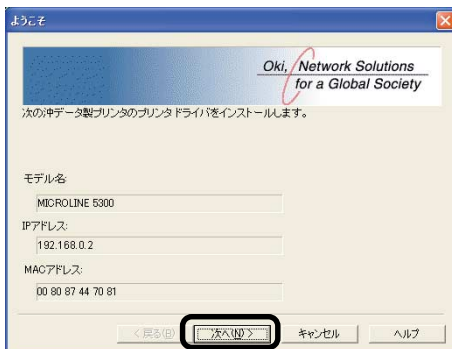 ようこそ
Oki, Network Solutions
for a Global Society
次の沖データ製プリンタのプリンタドライバをインストールします。
モデル名:
MICROLINE 5300
IPアドレス:
192.168.0.2
MACアドレス:
00 80 87 44 70 81
< 戻る(B) 次へ(N) > キャンセル ヘルプ